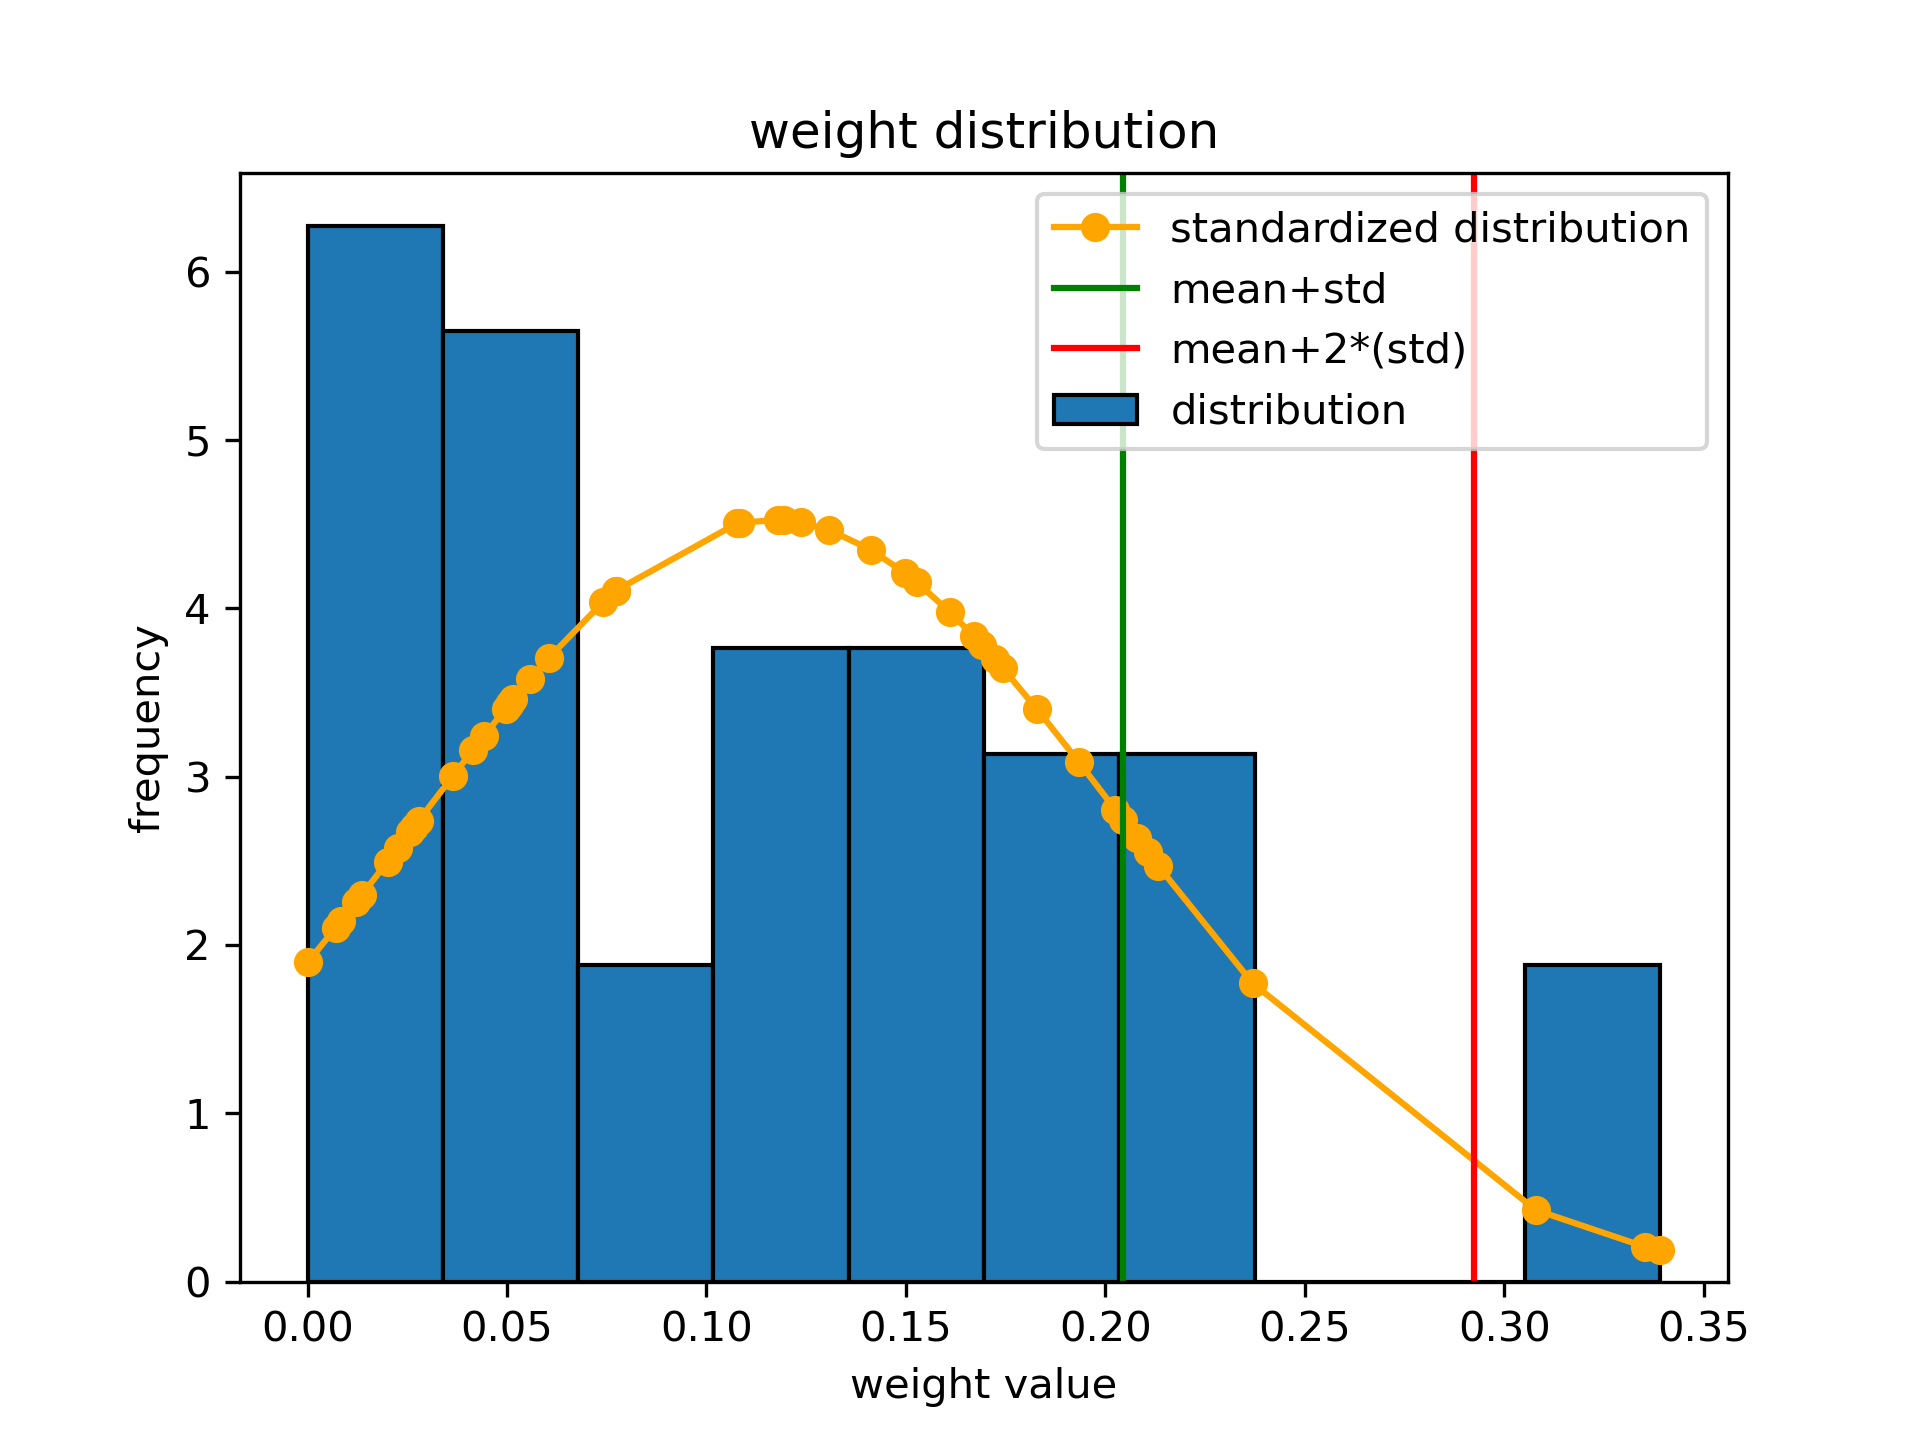 weight distribution
standardized distribution
mean+std
mean+2*(std)
distribution
frequency
6
5
4
3
2
1
0
0.00 0.05 0.10 0.15 0.20 0.25 0.30 0.35
weight value